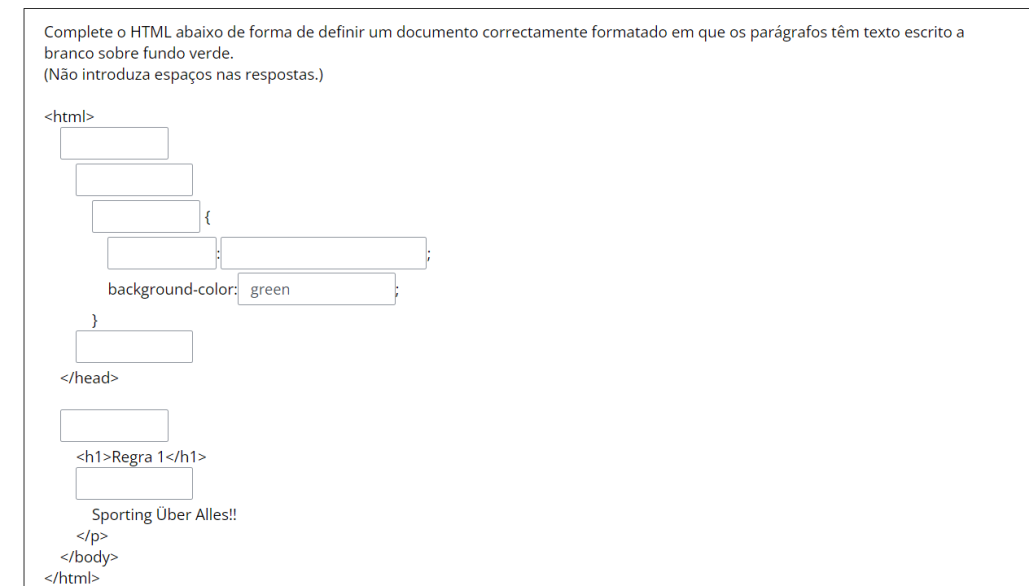 Complete o HTML abaixo de forma de definir um documento correctamente formatado em que os parágrafos têm texto escrito a
branco sobre fundo verde.
(Não introduza espaços nas respostas.)
<html>
{
:;
background-color: green;
}
</head>
<h1>Regra 1</h1>
Sporting Über Alles!!
</p>
</body>
</html>